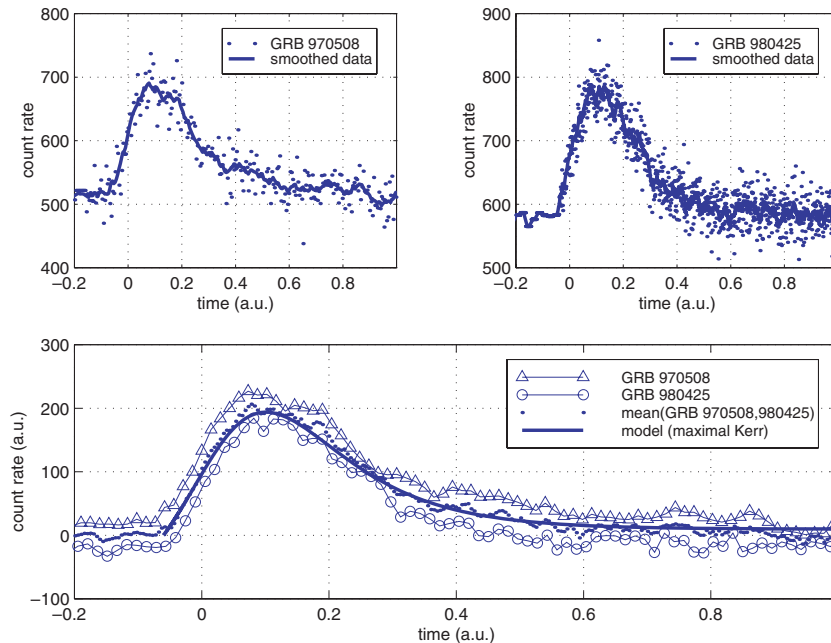 GRB 970508
smoothed data
count rate
800
700
600
500
400
−0.2 0 0.2 0.4 0.6 0.8
time (a.u.)
GRB 980425
smoothed data
count rate
900
800
700
600
500
−0.2 0 0.2 0.4 0.6 0.8
time (a.u.)
GRB 970508
GRB 980425
mean(GRB 970508,980425)
model (maximal Kerr)
count rate (a.u.)
300
200
100
0
−100
−0.2 0 0.2 0.4 0.6 0.8
time (a.u.)